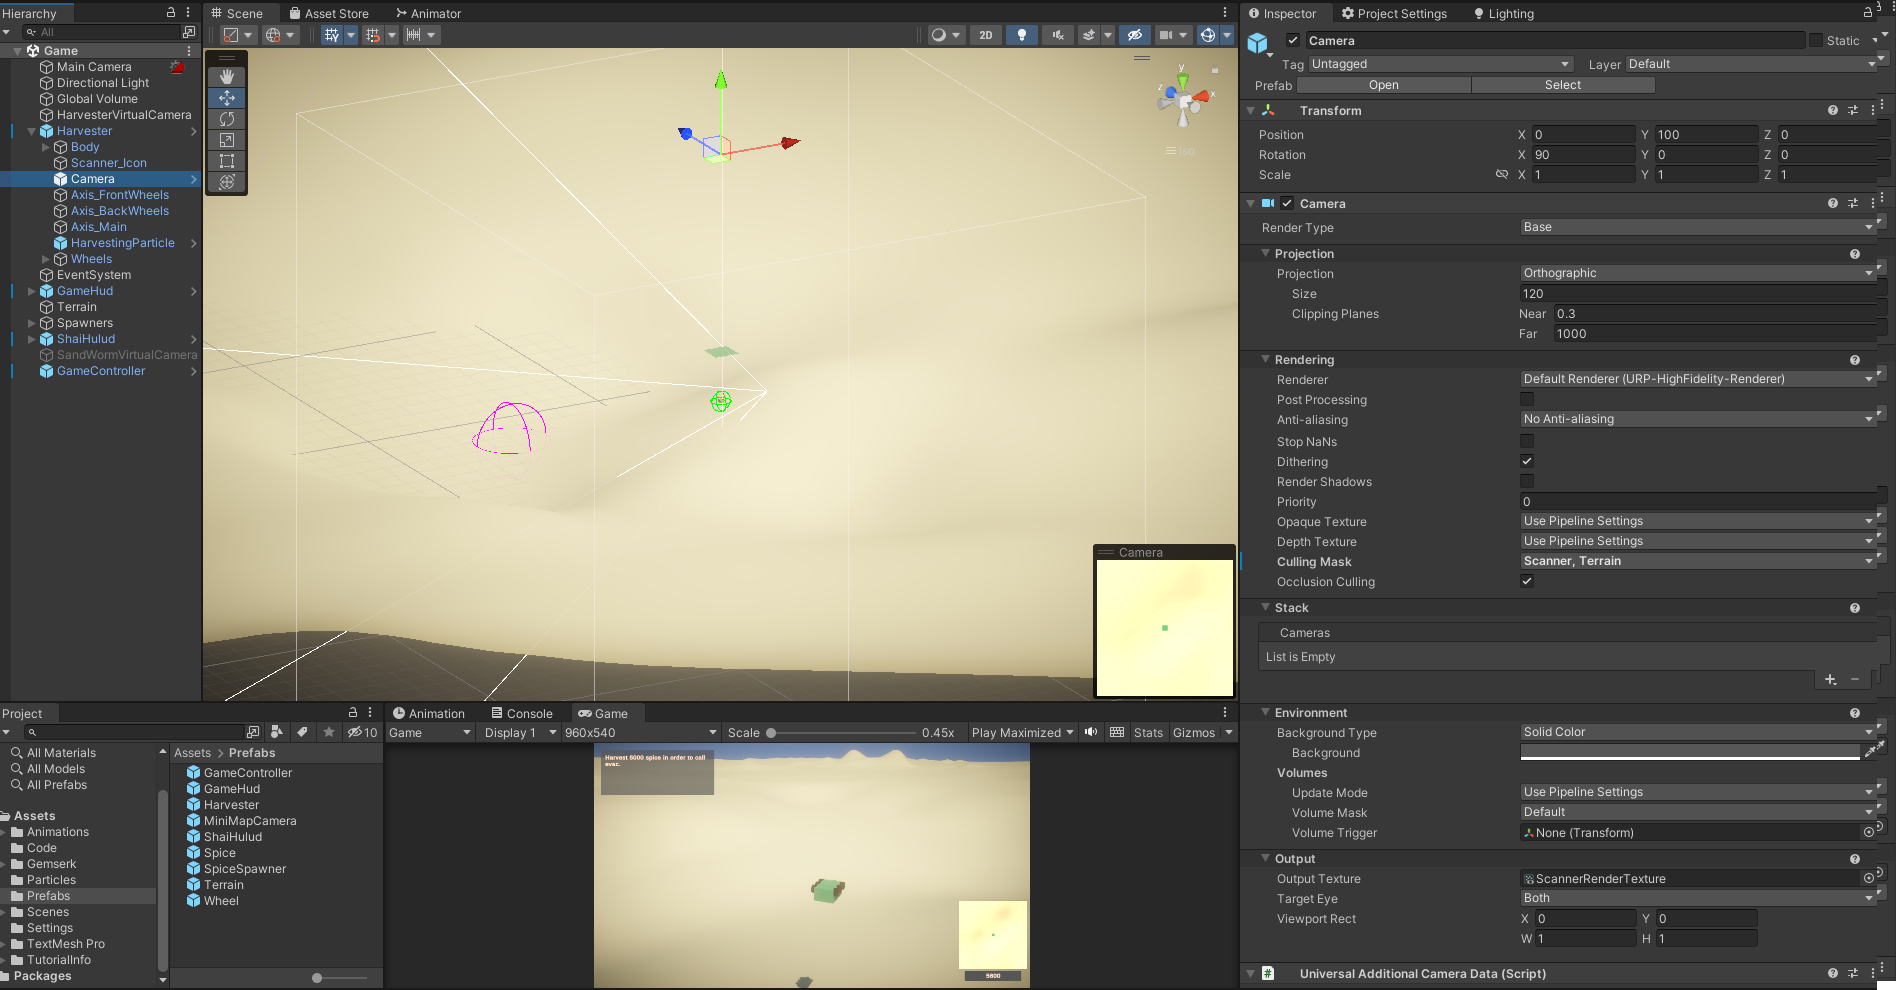 Hierarchy
All
Game
Main Camera
Directional Light
Global Volume
HarvesterVirtualCamera
Harvester
Body
Scanner_Icon
Camera
Axis_FrontWheels
Axis_BackWheels
Axis_Main
HarvestingParticle
Wheels
EventSystem
GameHud
Terrain
Spawners
ShaiHulud
SandWormVirtualCamera
GameController
Scene Asset Store Animator
2D
y
x
z
Iso
Camera
Inspector Project Settings Lighting
Camera Static
Tag Untagged Layer Default
Prefab Open Select
Transform
Position X 0 Y 100 Z 0
Rotation X 90 Y 0 Z 0
Scale X 1 Y 1 Z 1
Camera
Render Type Base
Projection
Projection Orthographic
Size 120
Clipping Planes Near 0.3
Far 1000
Rendering
Renderer Default Renderer (URP-HighFidelity-Renderer)
Post Processing
Anti-aliasing No Anti-aliasing
Stop NaNs
Dithering
Render Shadows
Priority 0
Opaque Texture Use Pipeline Settings
Depth Texture Use Pipeline Settings
Culling Mask Scanner, Terrain
Occlusion Culling
Stack
Cameras
List is Empty
Environment
Background Type Solid Color
Background
Volumes
Update Mode Use Pipeline Settings
Volume Mask Default
Volume Trigger None (Transform)
Output
Output Texture ScannerRenderTexture
Target Eye Both
Viewport Rect X 0 Y 0
W 1 H 1
# Universal Additional Camera Data (Script)
Project
10
All Materials
All Models
All Prefabs
Assets
Animations
Code
Gemserk
Particles
Prefabs
Scenes
Settings
TextMesh Pro
TutorialInfo
Packages
Assets > Prefabs
GameController
GameHud
Harvester
MiniMapCamera
ShaiHulud
Spice
SpiceSpawner
Terrain
Wheel
Animation Console Game
Game Display 1 960x540 Scale 0.45x Play Maximized Stats Gizmos
Harvest 5000 spice in order to call
evac.
5800